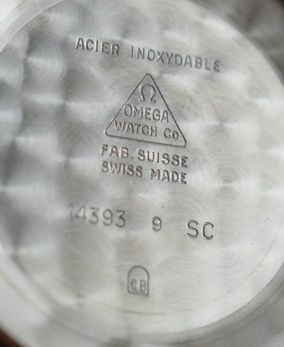 ACIER INOXYDABLE
Ω
OMEGA
WATCH Co
FAB. SUISSE
SWISS MADE
14393 9 SC
CB